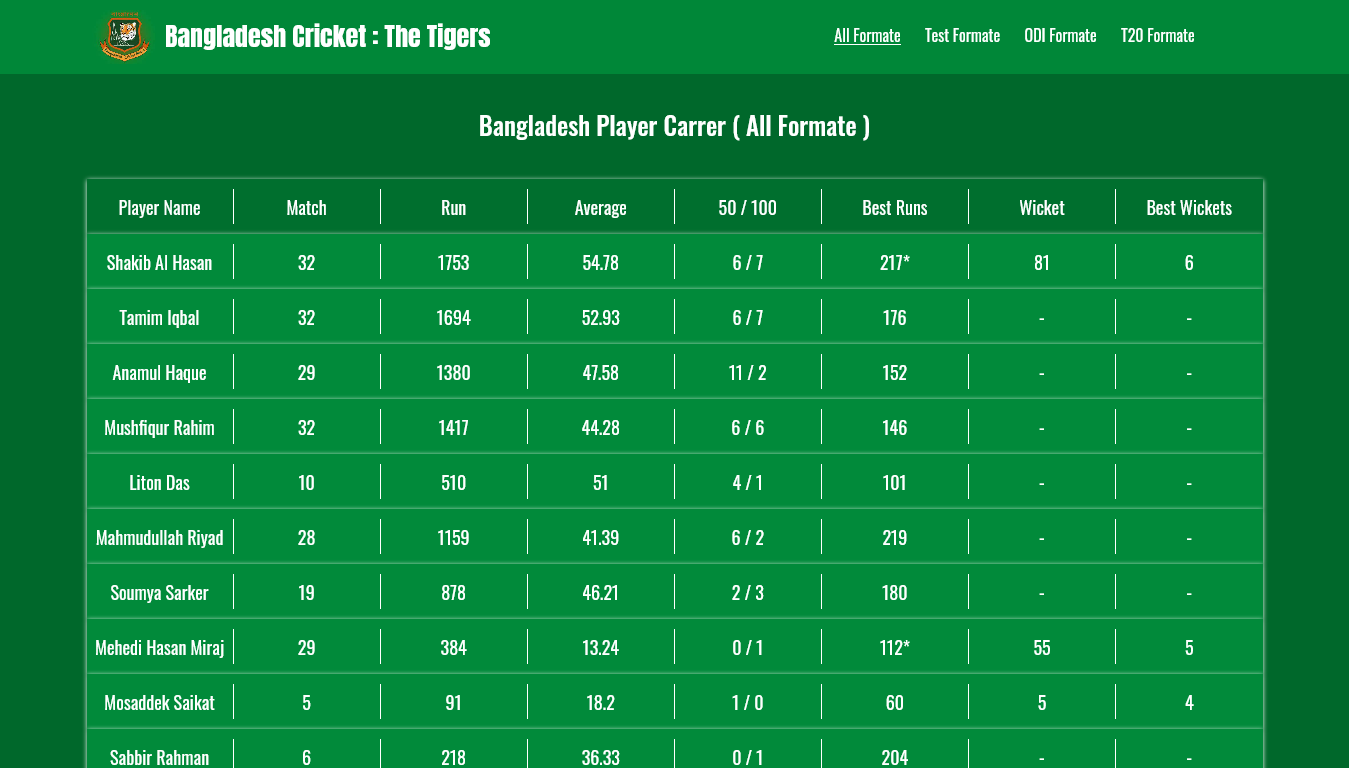 Bangladesh Cricket : The Tigers
All Formate Test Formate ODI Formate T20 Formate
Bangladesh Player Carrer ( All Formate )
Player Name Match Run Average 50 / 100 Best Runs Wicket Best Wickets
Shakib Al Hasan 32 1753 54.78 6 / 7 217* 81 6
Tamim Iqbal 32 1694 52.93 6 / 7 176 - -
Anamul Haque 29 1380 47.58 11 / 2 152 - -
Mushfiqur Rahim 32 1417 44.28 6 / 6 146 - -
Liton Das 10 510 51 4 / 1 101 - -
Mahmudullah Riyad 28 1159 41.39 6 / 2 219 - -
Soumya Sarker 19 878 46.21 2 / 3 180 - -
Mehedi Hasan Miraj 29 384 13.24 0 / 1 112* 55 5
Mosaddek Saikat 5 91 18.2 1 / 0 60 5 4
Sabbir Rahman 6 218 36.33 0 / 1 204 - -